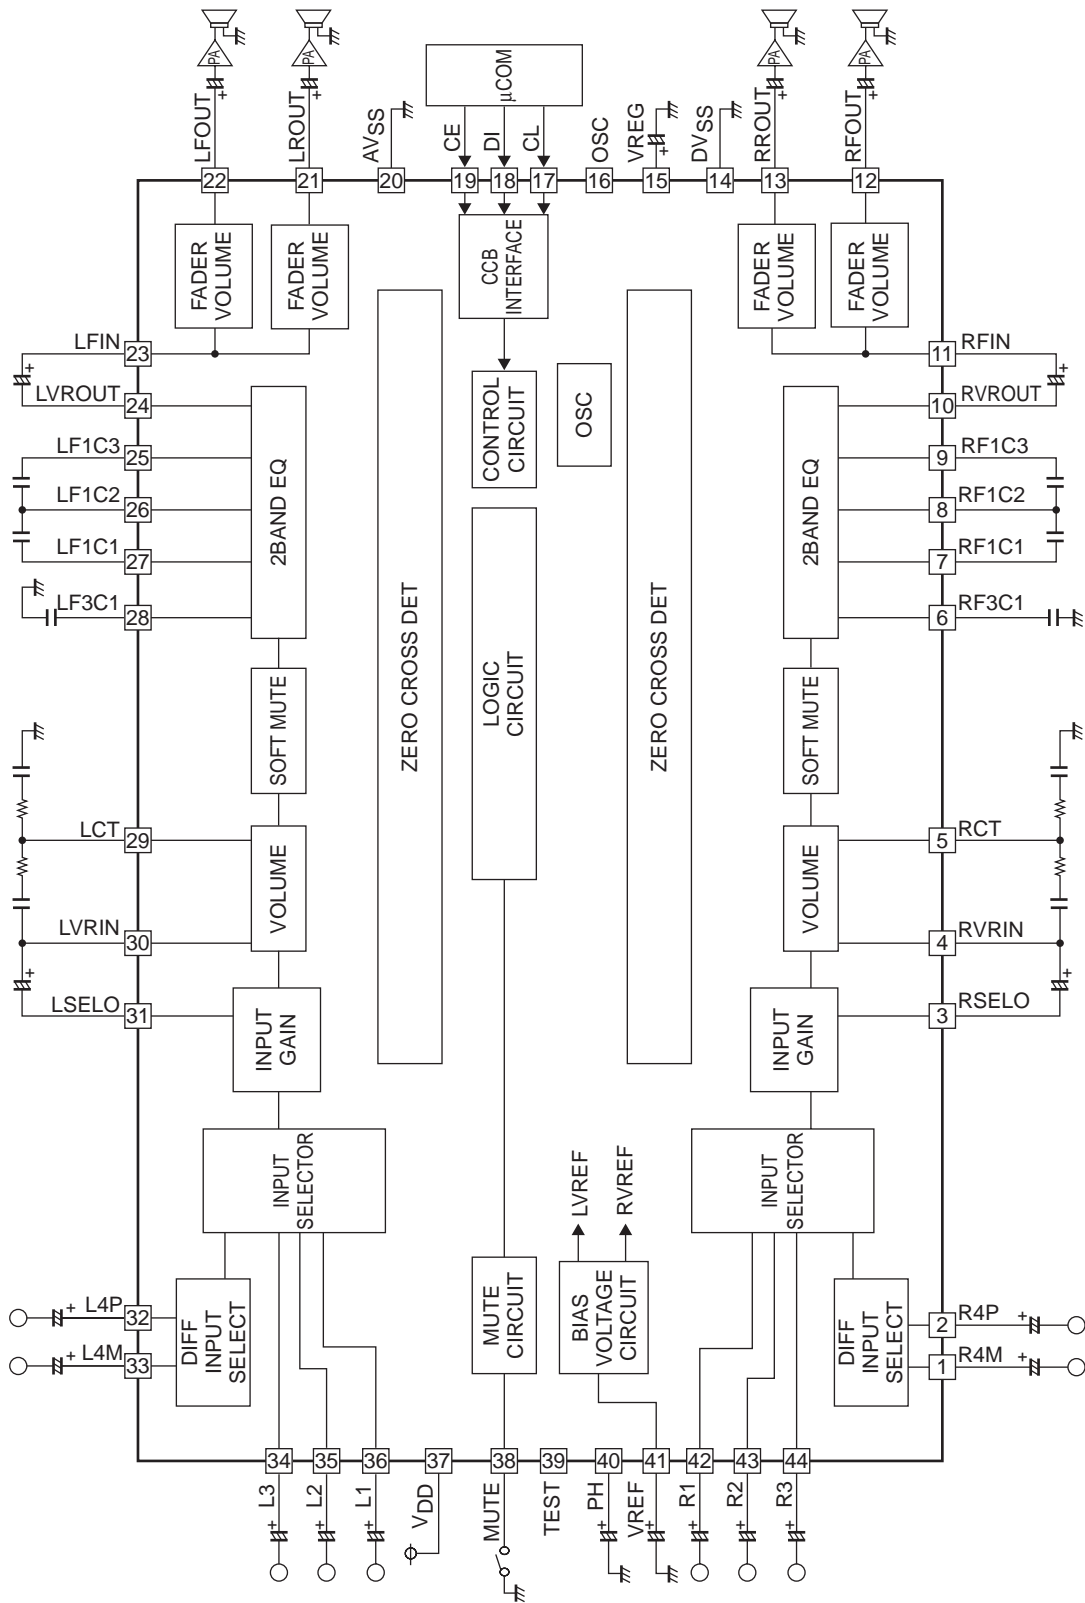 PA
PA
PA
PA
LFOUT
LROUT
AVSS
CE
DI
CL
μCOM
OSC
VREG
DVSS
RROUT
RFOUT
+
+
+
+
+
22
21
20
19
18
17
16
15
14
13
12
FADER
VOLUME
FADER
VOLUME
CCB
INTERFACE
FADER
VOLUME
FADER
VOLUME
LFIN
23
+
LVROUT
24
LF1C3
25
LF1C2
26
LF1C1
27
LF3C1
28
2BAND EQ
ZERO CROSS DET
CONTROL
CIRCUIT
OSC
LOGIC
CIRCUIT
ZERO CROSS DET
2BAND EQ
11
RFIN
+
10
RVROUT
9
RF1C3
8
RF1C2
7
RF1C1
6
RF3C1
SOFT MUTE
SOFT MUTE
LCT
29
LVRIN
30
+
LSELO
31
VOLUME
VOLUME
5
RCT
4
RVRIN
+
3
RSELO
INPUT
GAIN
INPUT
GAIN
INPUT
SELECTOR
LVREF
RVREF
INPUT
SELECTOR
+ L4P
32
+ L4M
33
DIFF
INPUT
SELECT
MUTE
CIRCUIT
BIAS
VOLTAGE
CIRCUIT
DIFF
INPUT
SELECT
2
R4P +
1
R4M +
34
35
36
37
38
39
40
41
42
43
44
L3
+
L2
+
L1
+
VDD
MUTE
TEST
PH
+
VREF
+
R1
+
R2
+
R3
+